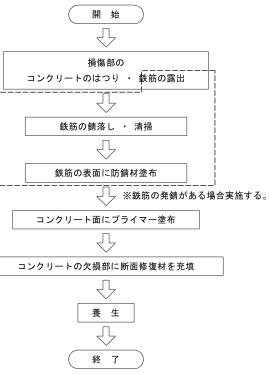 開　始
損傷部の
コンクリートのはつり ・ 鉄筋の露出
鉄筋の錆落し ・ 清掃
鉄筋の表面に防錆材塗布
※鉄筋の発錆がある場合実施する。
コンクリート面にプライマー塗布
コンクリートの欠損部に断面修復材を充填
養　生
終　了